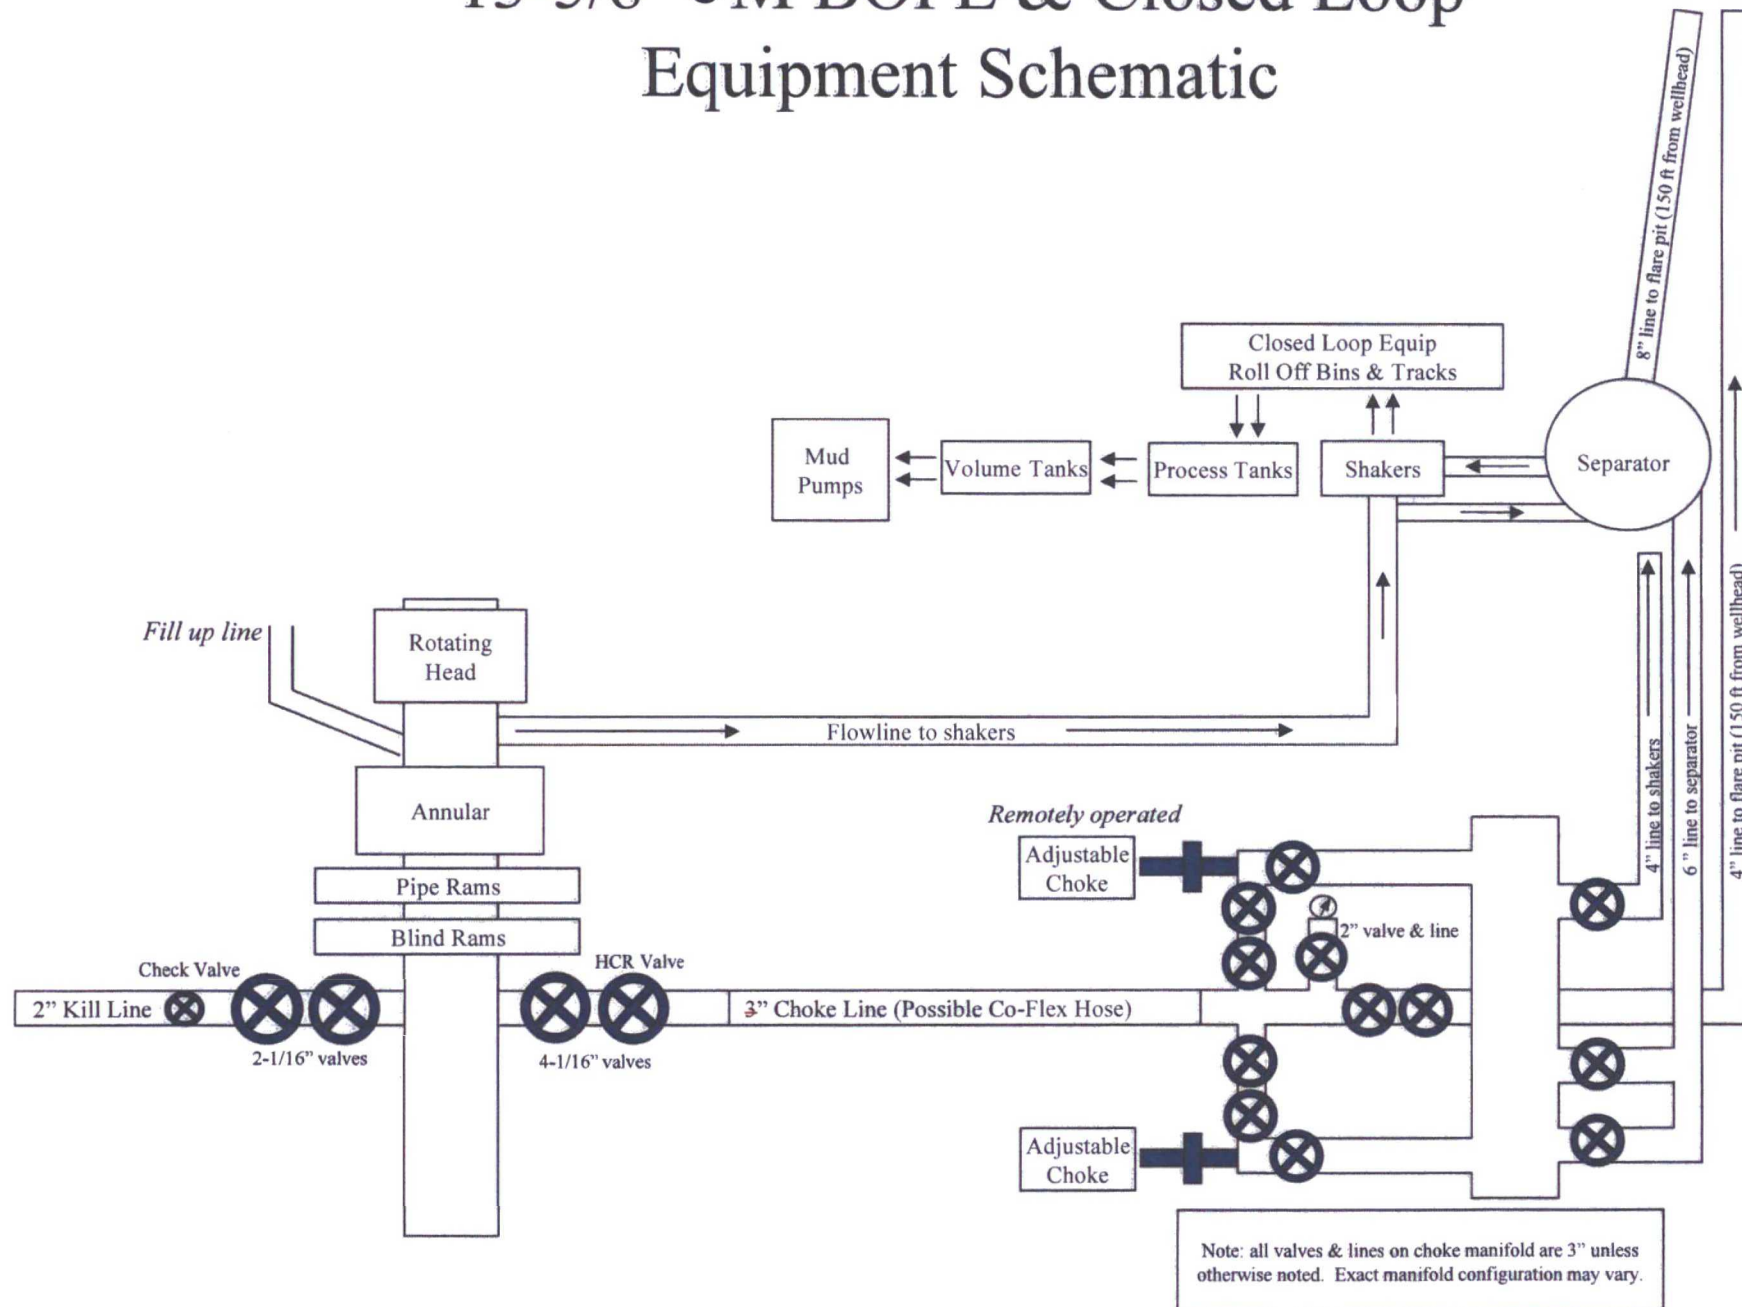 BOPE & Closed Loop
Equipment Schematic
8” line to flare pit (150 ft from wellhead)
Closed Loop Equip
Roll Off Bins & Tracks
Mud
Pumps
Volume Tanks
Process Tanks
Shakers
Separator
Fill up line
Rotating
Head
Flowline to shakers
Annular
Pipe Rams
Blind Rams
Remotely operated
Adjustable
Choke
2” valve & line
4” line to shakers
6 ” line to separator
4” line to flare pit (150 ft from wellhead)
Check Valve
HCR Valve
2” Kill Line
3” Choke Line (Possible Co-Flex Hose)
2-1/16” valves
4-1/16” valves
Adjustable
Choke
Note: all valves & lines on choke manifold are 3” unless
otherwise noted. Exact manifold configuration may vary.